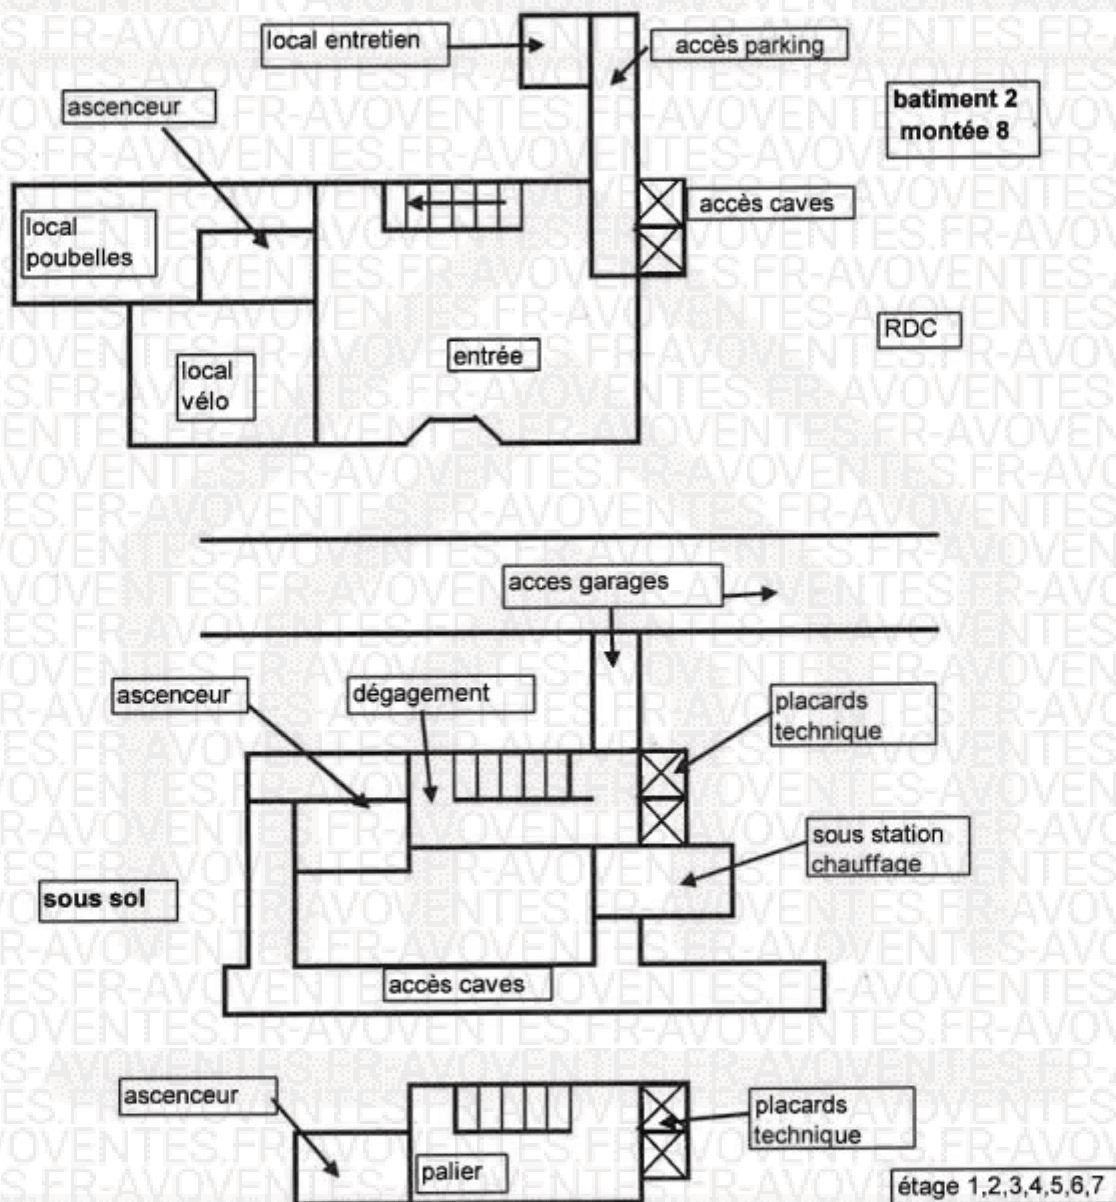 local entretien
accès parking
batiment 2
montée 8
ascenceur
local
poubelles
accès caves
RDC
entrée
local
vélo
acces garages
ascenceur
dégagement
placards
technique
sous station
chauffage
sous sol
accès caves
ascenceur
placards
technique
palier
étage 1,2,3,4,5,6,7